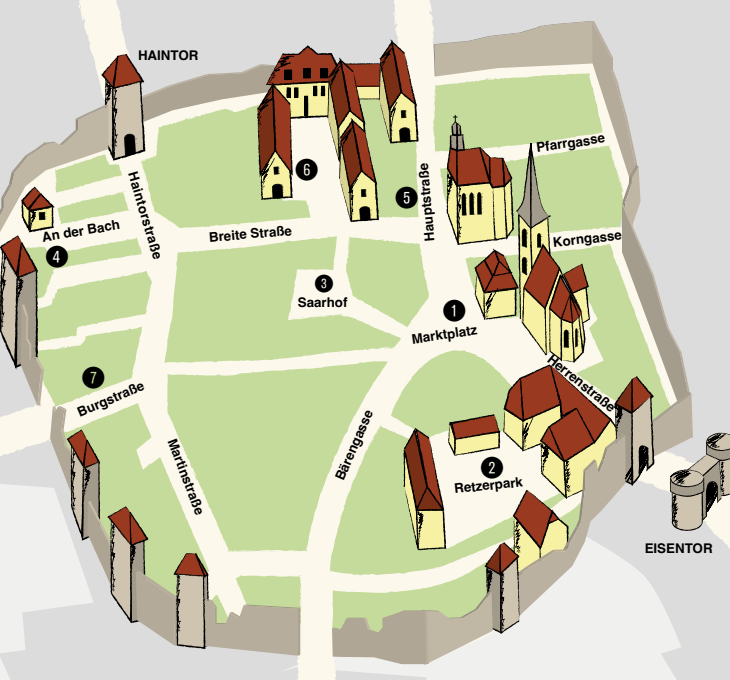 HAINTOR
Pfarrgasse
6
5
Hauptstraße
Haintorstraße
An der Bach
Breite Straße
Korngasse
4
3
Saarhof
1
Marktplatz
7
Burgstraße
Herrenstraße
Bärengasse
Martinstraße
2
Retzerpark
EISENTOR